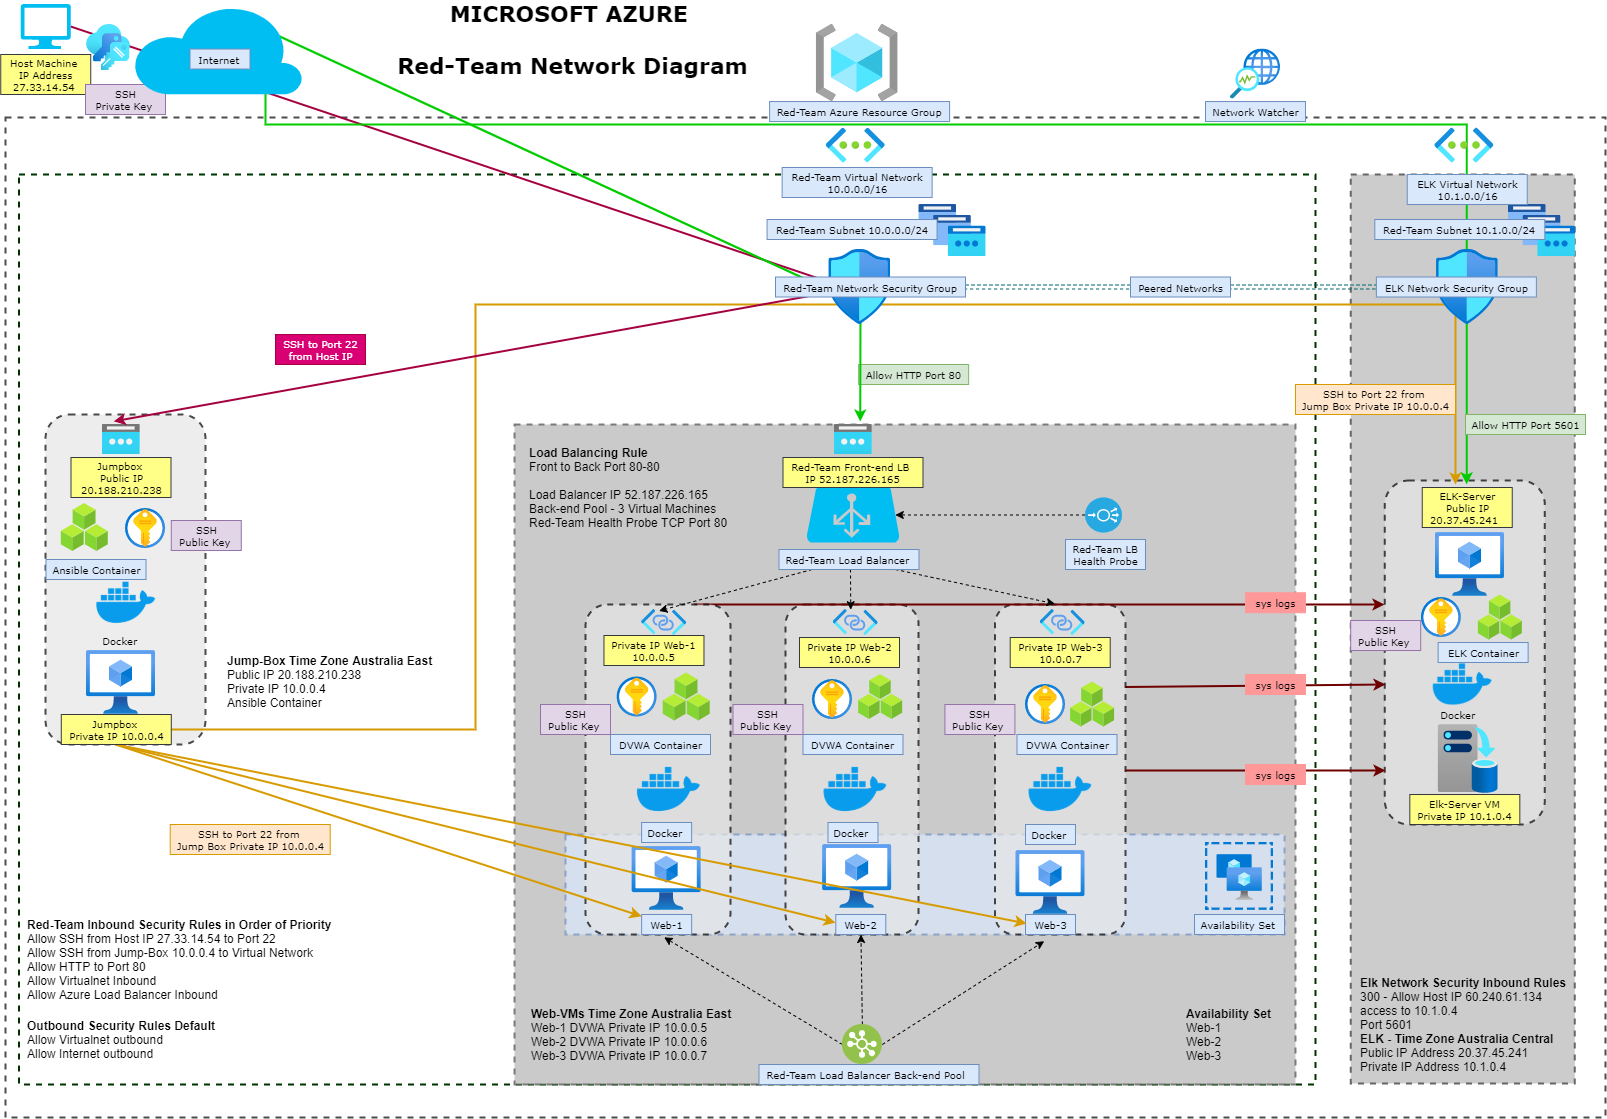 MICROSOFT AZURE
Red-Team Network Diagram
Host Machine
IP Address
27.33.14.54
SSH
Private Key
Internet
Red-Team Azure Resource Group
Network Watcher
Red-Team Virtual Network
10.0.0.0/16
Red-Team Subnet 10.0.0.0/24
Red-Team Network Security Group
Peered Networks
ELK Virtual Network
10.1.0.0/16
Red-Team Subnet 10.1.0.0/24
ELK Network Security Group
SSH to Port 22
from Host IP
Allow HTTP Port 80
SSH to Port 22 from
Jump Box Private IP 10.0.0.4
Allow HTTP Port 5601
Jumpbox
Public IP
20.188.210.238
SSH
Public Key
Ansible Container
Docker
Jumpbox
Private IP 10.0.0.4
Jump-Box Time Zone Australia East
Public IP 20.188.210.238
Private IP 10.0.0.4
Ansible Container
Load Balancing Rule
Front to Back Port 80-80
Load Balancer IP 52.187.226.165
Back-end Pool - 3 Virtual Machines
Red-Team Health Probe TCP Port 80
Red-Team Front-end LB
IP 52.187.226.165
Red-Team Load Balancer
Red-Team LB
Health Probe
Private IP Web-1
10.0.0.5
Private IP Web-2
10.0.0.6
Private IP Web-3
10.0.0.7
SSH
Public Key
SSH
Public Key
SSH
Public Key
DVWA Container
DVWA Container
DVWA Container
Docker
Docker
Docker
Web-1
Web-2
Web-3
Availability Set
sys logs
sys logs
sys logs
ELK-Server
Public IP
20.37.45.241
SSH
Public Key
ELK Container
Docker
Elk-Server VM
Private IP 10.1.0.4
SSH to Port 22 from
Jump Box Private IP 10.0.0.4
Red-Team Inbound Security Rules in Order of Priority
Allow SSH from Host IP 27.33.14.54 to Port 22
Allow SSH from Jump-Box 10.0.0.4 to Virtual Network
Allow HTTP to Port 80
Allow Virtualnet Inbound
Allow Azure Load Balancer Inbound
Outbound Security Rules Default
Allow Virtualnet outbound
Allow Internet outbound
Web-VMs Time Zone Australia East
Web-1 DVWA Private IP 10.0.0.5
Web-2 DVWA Private IP 10.0.0.6
Web-3 DVWA Private IP 10.0.0.7
Red-Team Load Balancer Back-end Pool
Availability Set
Web-1
Web-2
Web-3
Elk Network Security Inbound Rules
300 - Allow Host IP 60.240.61.134
access to 10.1.0.4
Port 5601
ELK - Time Zone Australia Central
Public IP Address 20.37.45.241
Private IP Address 10.1.0.4